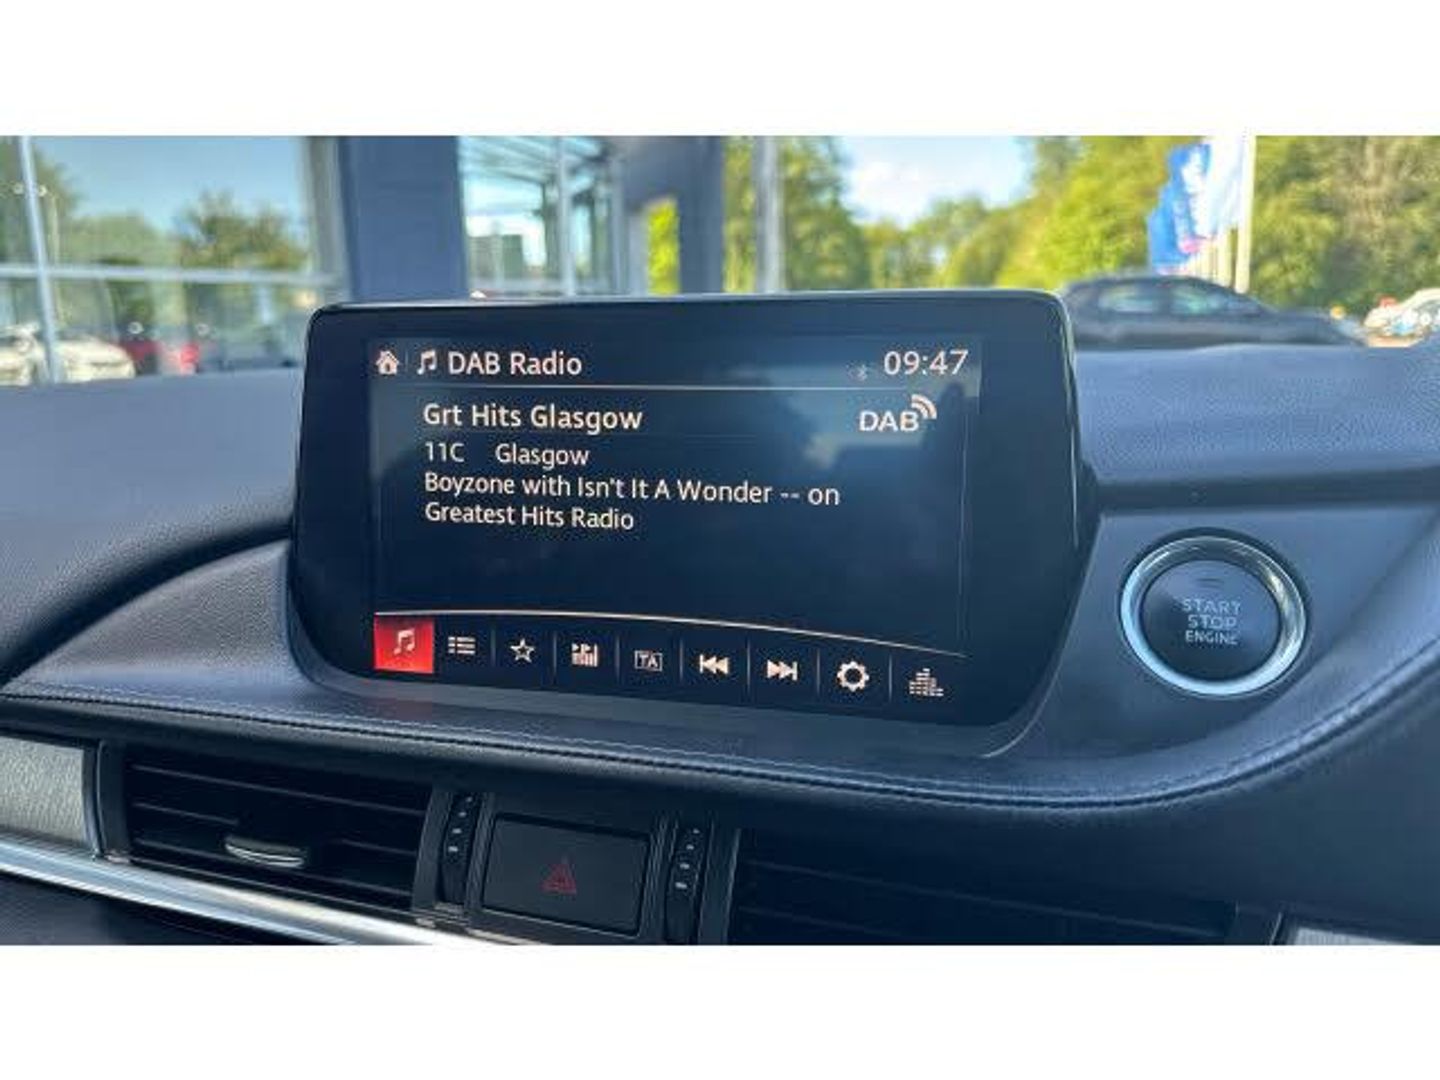 DAB Radio
09:47
Grt Hits Glasgow
DAB
11C Glasgow
Boyzone with Isn't It A Wonder -- on
Greatest Hits Radio
TA
START
STOP
ENGINE